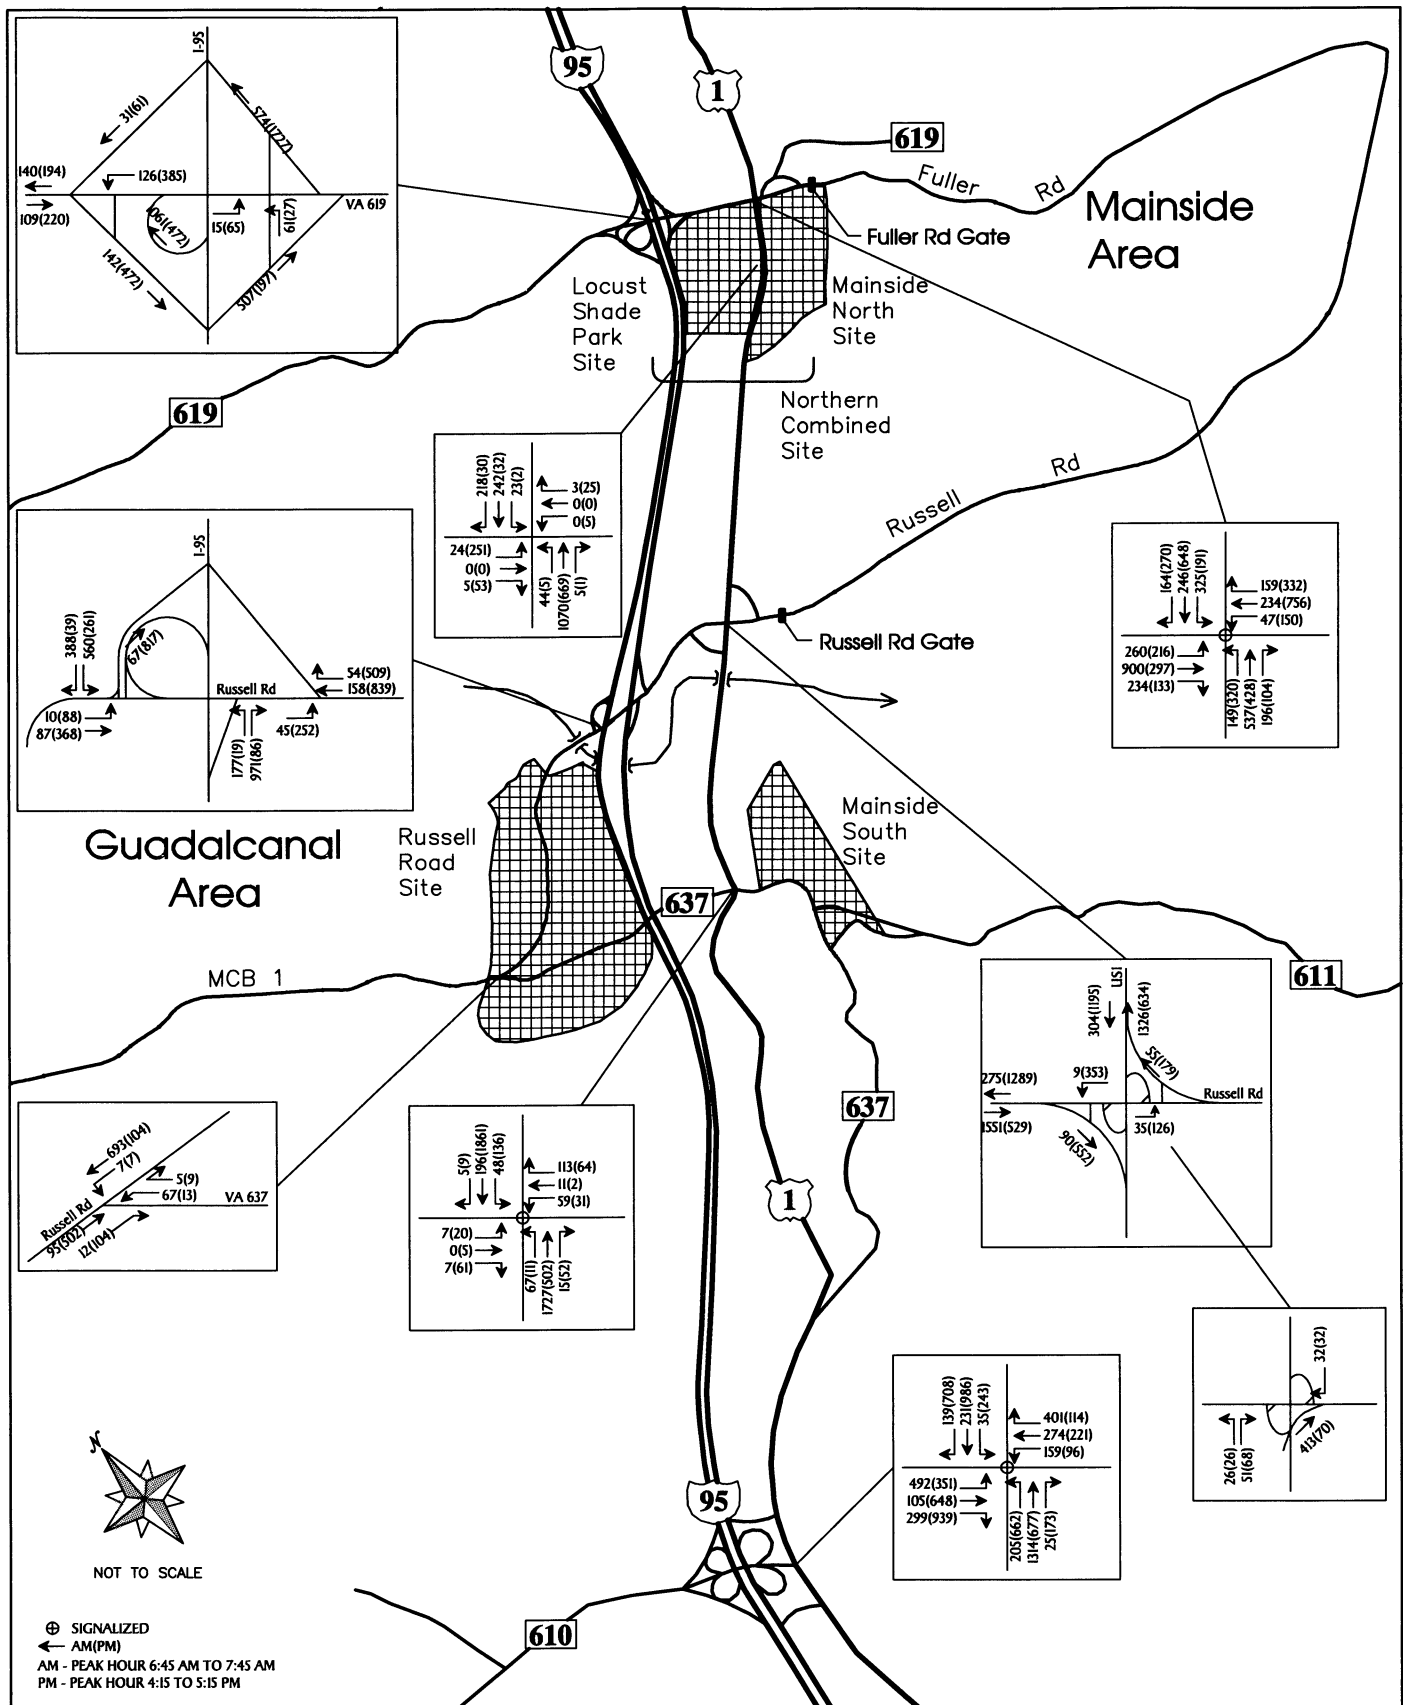 I-95
31(61)
574(1727)
140(194)
126(385)
109(220)
1061(472)
15(65)
61(27)
VA 619
142(472)
507(197)
95
1
619
Fuller Rd
Mainside
Area
Fuller Rd Gate
Locust
Shade
Park
Site
Mainside
North
Site
619
Northern
Combined
Site
218(30)
242(32)
23(2)
3(25)
0(0)
0(5)
24(251)
0(0)
5(53)
44(5)
1070(669)
5(1)
Russell Rd
164(270)
246(648)
325(191)
159(332)
234(756)
47(150)
260(216)
900(297)
234(133)
149(320)
537(428)
196(104)
I-95
388(39)
560(261)
67(817)
Russell Rd
54(509)
158(839)
10(88)
87(368)
177(19)
971(86)
45(252)
Russell Rd Gate
Guadalcanal
Area
Russell
Road
Site
Mainside
South
Site
637
MCB 1
611
US1
304(1195)
1326(634)
55(179)
275(1289)
9(353)
Russell Rd
1551(529)
90(552)
35(126)
693(104)
7(7)
5(9)
67(13)
VA 637
Russell Rd
95(502)
12(104)
5(9)
196(1861)
48(136)
113(64)
11(2)
59(31)
7(20)
0(5)
7(61)
67(11)
1727(502)
15(52)
637
1
32(32)
26(26)
51(68)
413(70)
139(708)
231(986)
35(243)
401(114)
274(221)
159(96)
492(351)
105(648)
299(939)
205(662)
1314(677)
25(173)
95
N
NOT TO SCALE
610
SIGNALIZED
AM(PM)
AM - PEAK HOUR 6:45 AM TO 7:45 AM
PM - PEAK HOUR 4:15 TO 5:15 PM